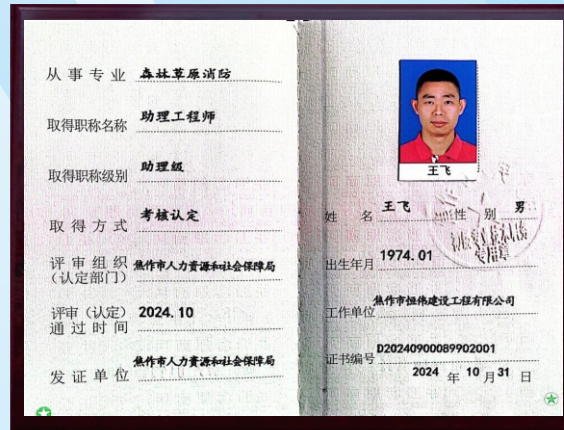 从事专业 森林草原消防
取得职称名称 助理工程师
取得职称级别 助理级
取得方式 考核认定
评审组织
(认定部门) 焦作市人力资源和社会保障局
评审(认定)
通过时间 2024.10
发证单位 焦作市人力资源和社会保障局
王飞
姓名 王飞 性别 男
专用章
出生年月 1974.01
工作单位 焦作市恒伟建设工程有限公司
证书编号 D20240900089902001
2024 年 10 月 31 日